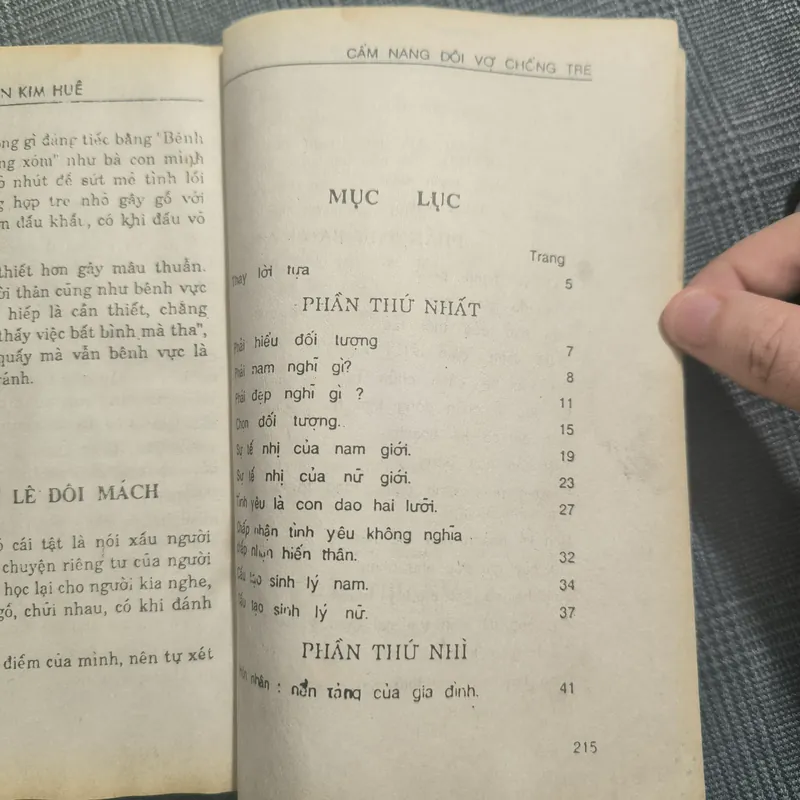 N KIM HUÊ
ng gì đáng tiếc bằng "Bênh
ng xóm" như bà con mình
nhút để sứt mẻ tình lối
hợp tre nhỏ gây gổ với
n đấu khẩu, có khi đấu võ
thiết hơn gây mâu thuẫn.
ời thân cũng như bênh vực
hiếp là cần thiết, chẳng
thấy việc bất bình mà tha",
quấy mà vẫn bênh vực là
ránh.
LÊ DÔI MÁCH
cái tật là nói xấu người
chuyện riêng tư của người
học lại cho người kia nghe,
gổ, chửi nhau, có khi đánh
điểm của mình, nên tự xét
CẨM NANG DÔI VỢ CHỒNG TRẺ
MỤC LỤC
Trang
Thay lời tựa 5
PHẦN THỨ NHẤT
Phải hiểu đối tượng 7
Phái nam nghĩ gì? 8
Phái đẹp nghĩ gì ? 11
Chọn đối tượng. 15
Sự tế nhị của nam giới. 19
Sự tế nhị của nữ giới. 23
Tình yêu là con dao hai lưỡi. 27
Chấp nhận tình yêu không nghĩa
chấp nhận hiến thân. 32
Cấu tạo sinh lý nam. 34
Cấu tạo sinh lý nữ. 37
PHẦN THỨ NHÌ
Hôn nhân : nền tảng của gia đình. 41
215